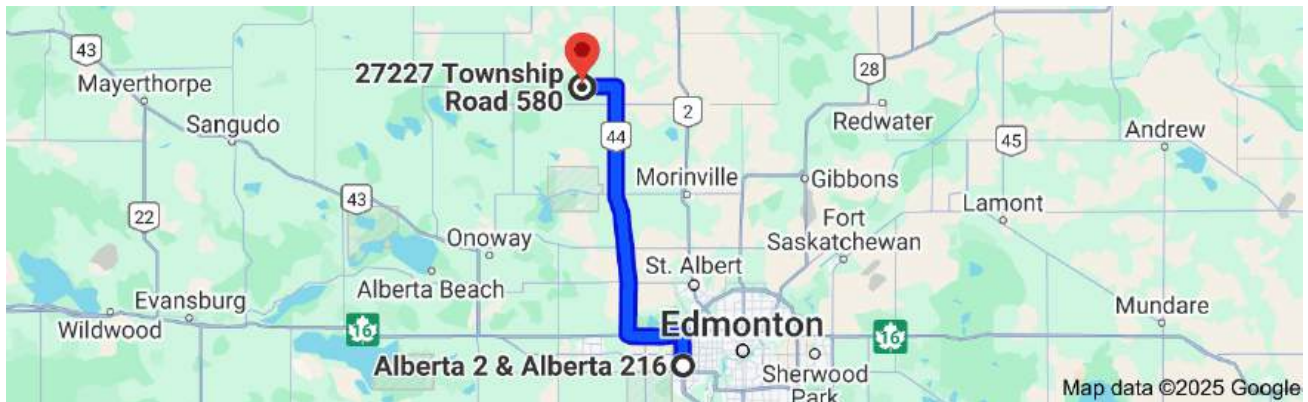 43
Mayerthorpe
Sangudo
22
43
Onoway
Alberta Beach
Evansburg
Wildwood
16
27227 Township
Road 580
44
2
Morinville
St. Albert
Edmonton
Alberta 2 & Alberta 216
28
Redwater
Gibbons
Fort
Saskatchewan
Sherwood
Park
45
Andrew
Lamont
Mundare
16
Map data ©2025 Google